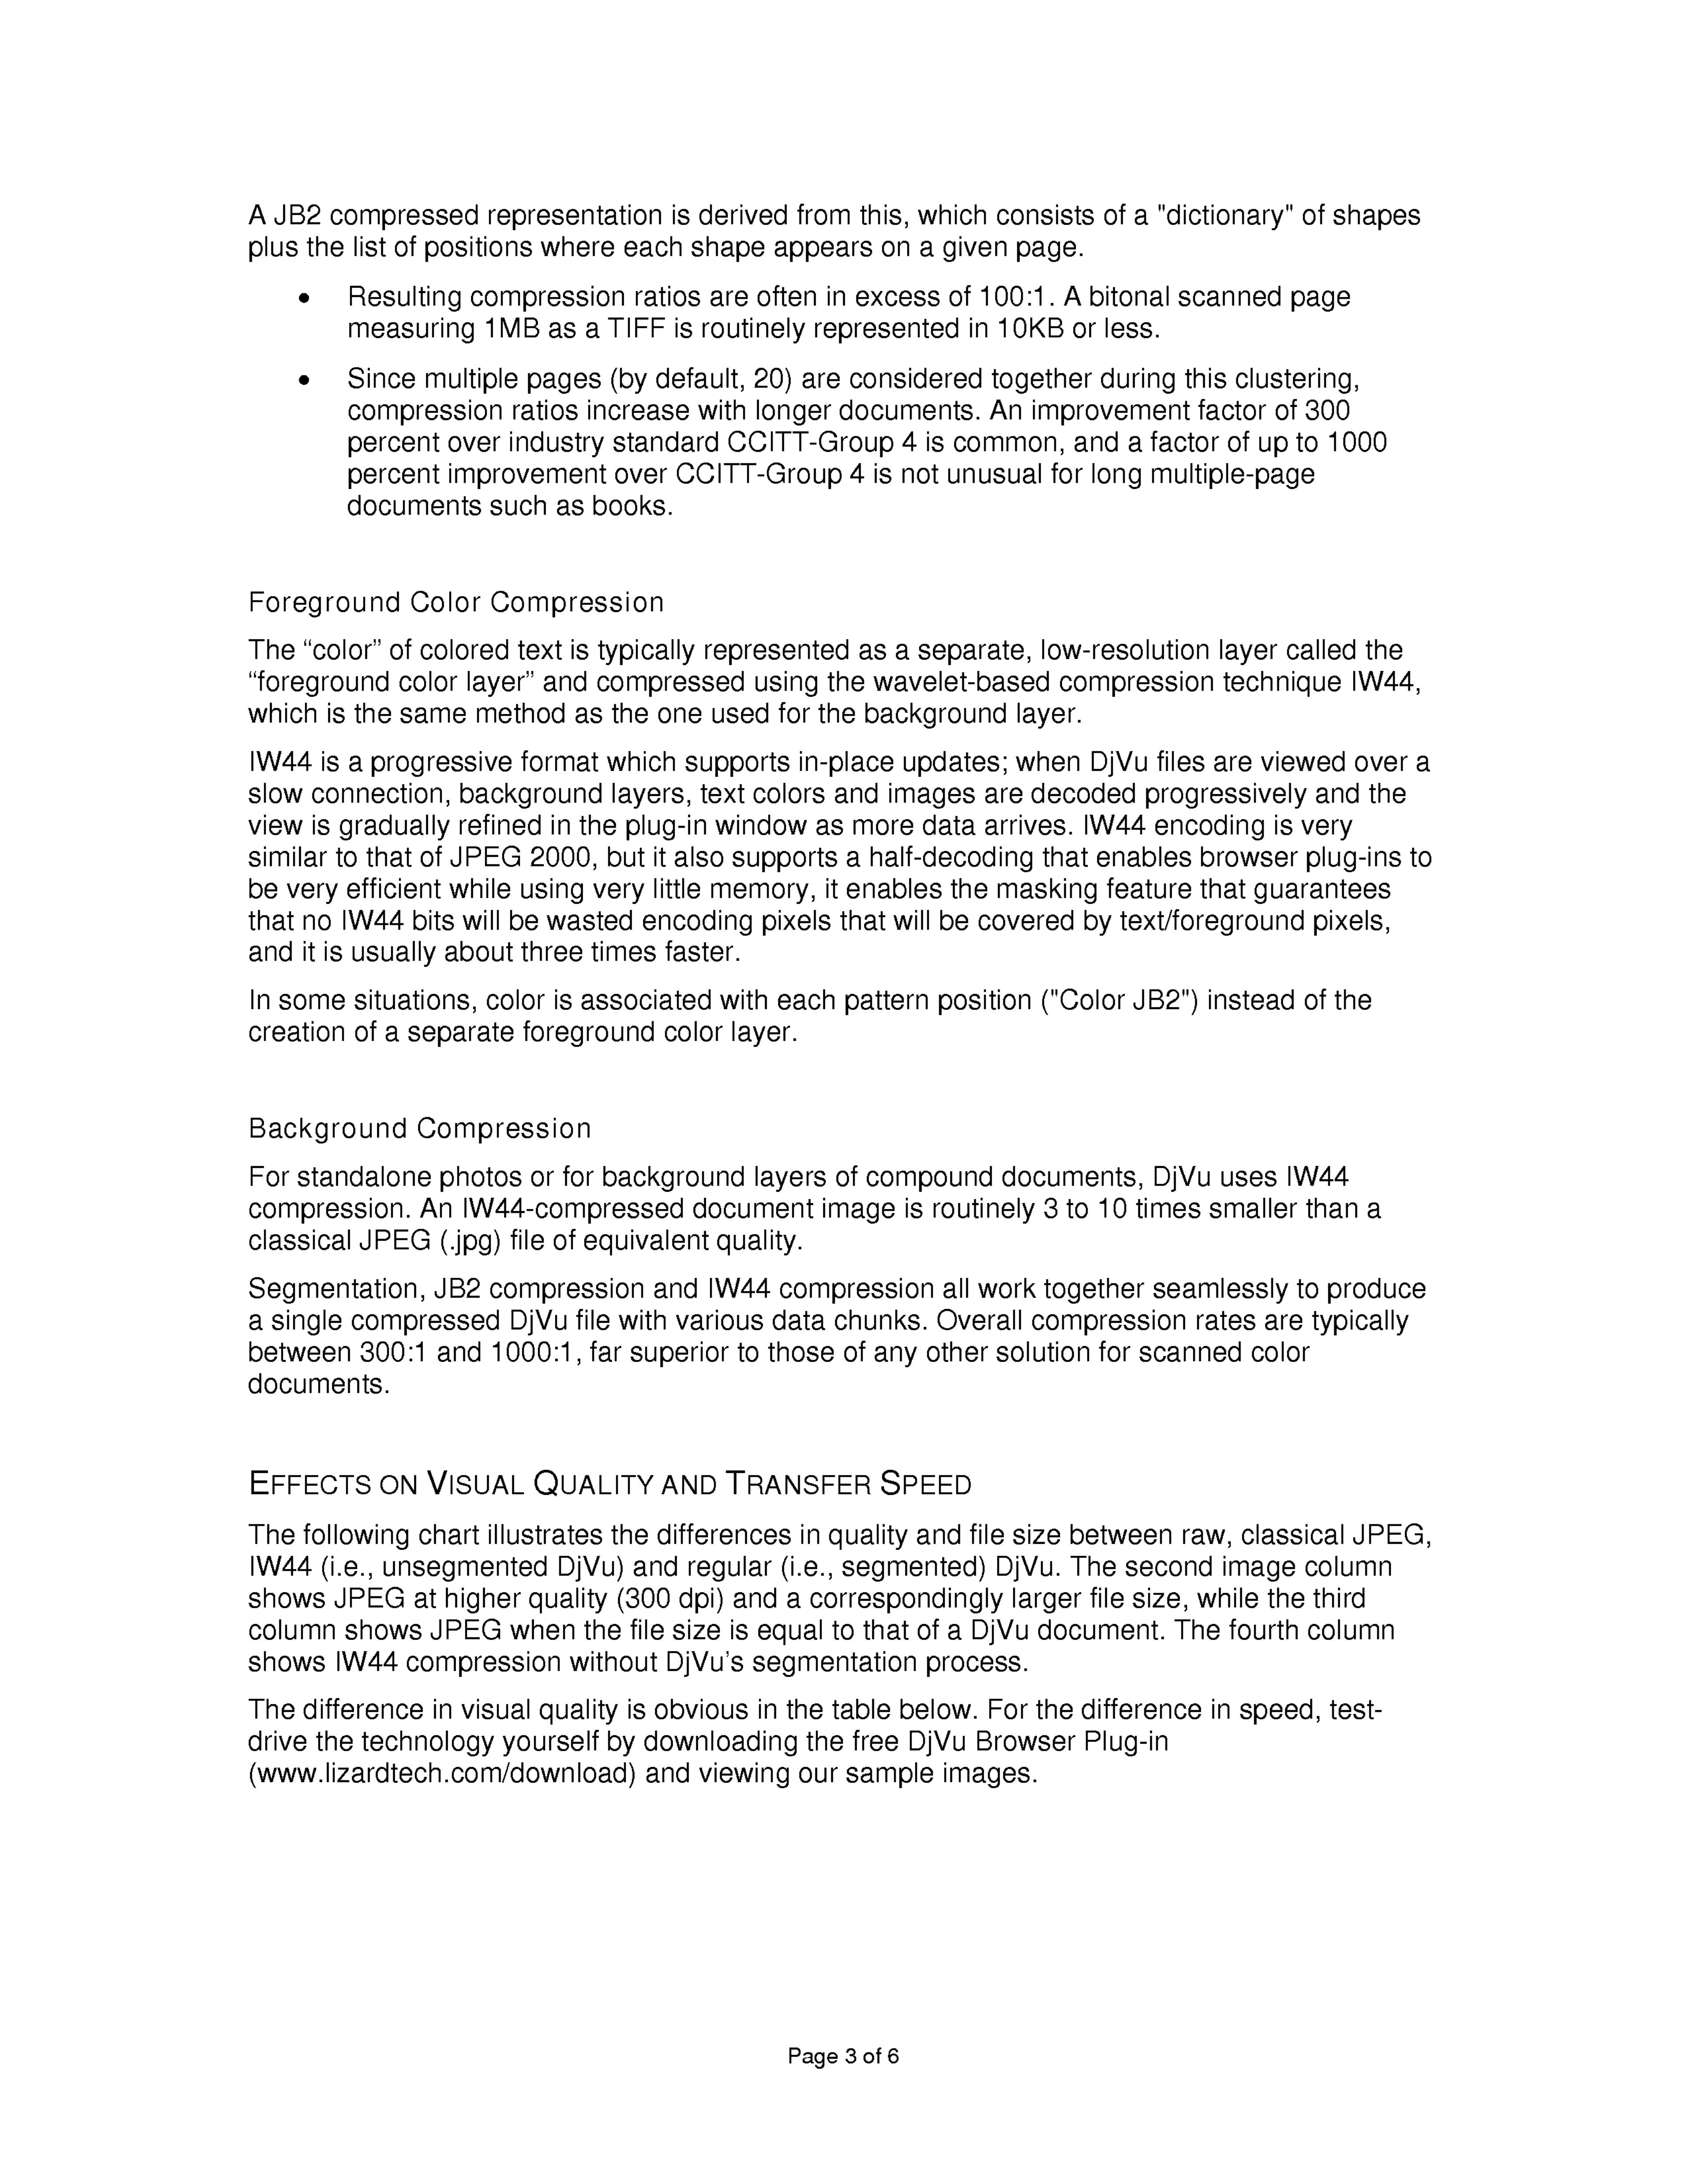 A JB2 compressed representation is derived from this, which consists of a "dictionary" of shapes
plus the list of positions where each shape appears on a given page.
• Resulting compression ratios are often in excess of 100:1. A bitonal scanned page
measuring 1MB as a TIFF is routinely represented in 10KB or less.
• Since multiple pages (by default, 20) are considered together during this clustering,
compression ratios increase with longer documents. An improvement factor of 300
percent over industry standard CCITT-Group 4 is common, and a factor of up to 1000
percent improvement over CCITT-Group 4 is not unusual for long multiple-page
documents such as books.
Foreground Color Compression
The “color” of colored text is typically represented as a separate, low-resolution layer called the
“foreground color layer” and compressed using the wavelet-based compression technique IW44,
which is the same method as the one used for the background layer.
IW44 is a progressive format which supports in-place updates; when DjVu files are viewed over a
slow connection, background layers, text colors and images are decoded progressively and the
view is gradually refined in the plug-in window as more data arrives. IW44 encoding is very
similar to that of JPEG 2000, but it also supports a half-decoding that enables browser plug-ins to
be very efficient while using very little memory, it enables the masking feature that guarantees
that no IW44 bits will be wasted encoding pixels that will be covered by text/foreground pixels,
and it is usually about three times faster.
In some situations, color is associated with each pattern position ("Color JB2") instead of the
creation of a separate foreground color layer.
Background Compression
For standalone photos or for background layers of compound documents, DjVu uses IW44
compression. An IW44-compressed document image is routinely 3 to 10 times smaller than a
classical JPEG (.jpg) file of equivalent quality.
Segmentation, JB2 compression and IW44 compression all work together seamlessly to produce
a single compressed DjVu file with various data chunks. Overall compression rates are typically
between 300:1 and 1000:1, far superior to those of any other solution for scanned color
documents.
EFFECTS ON VISUAL QUALITY AND TRANSFER SPEED
The following chart illustrates the differences in quality and file size between raw, classical JPEG,
IW44 (i.e., unsegmented DjVu) and regular (i.e., segmented) DjVu. The second image column
shows JPEG at higher quality (300 dpi) and a correspondingly larger file size, while the third
column shows JPEG when the file size is equal to that of a DjVu document. The fourth column
shows IW44 compression without DjVu’s segmentation process.
The difference in visual quality is obvious in the table below. For the difference in speed, test-
drive the technology yourself by downloading the free DjVu Browser Plug-in
(www.lizardtech.com/download) and viewing our sample images.
Page 3 of 6